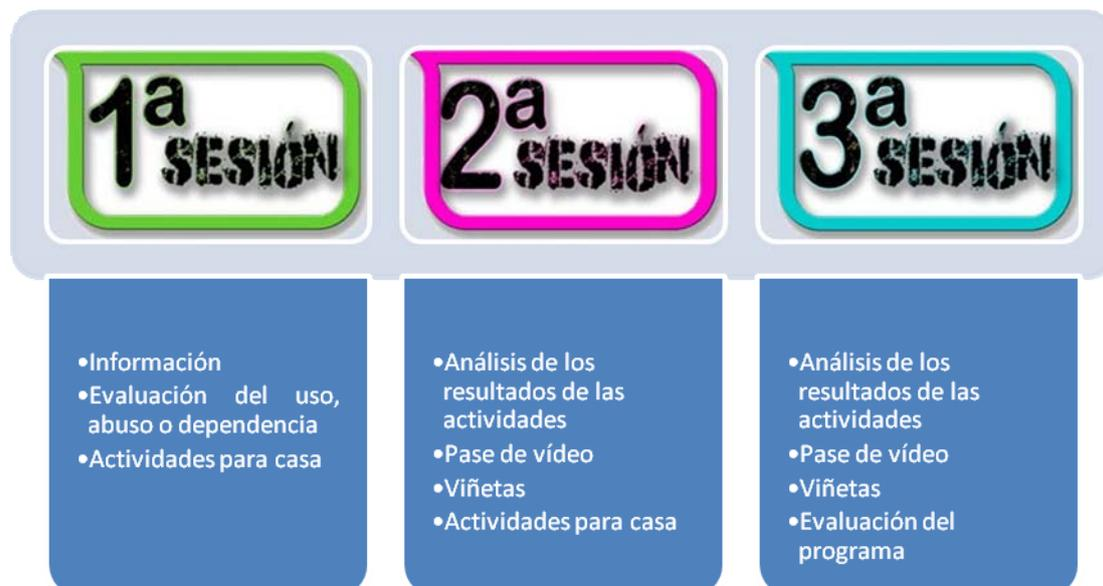 1ª
SESIÓN
•Información
•Evaluación del uso,
abuso o dependencia
•Actividades para casa
2ª
SESIÓN
•Análisis de los
resultados de las
actividades
•Pase de vídeo
•Viñetas
•Actividades para casa
3ª
SESIÓN
•Análisis de los
resultados de las
actividades
•Pase de vídeo
•Viñetas
•Evaluación del
programa